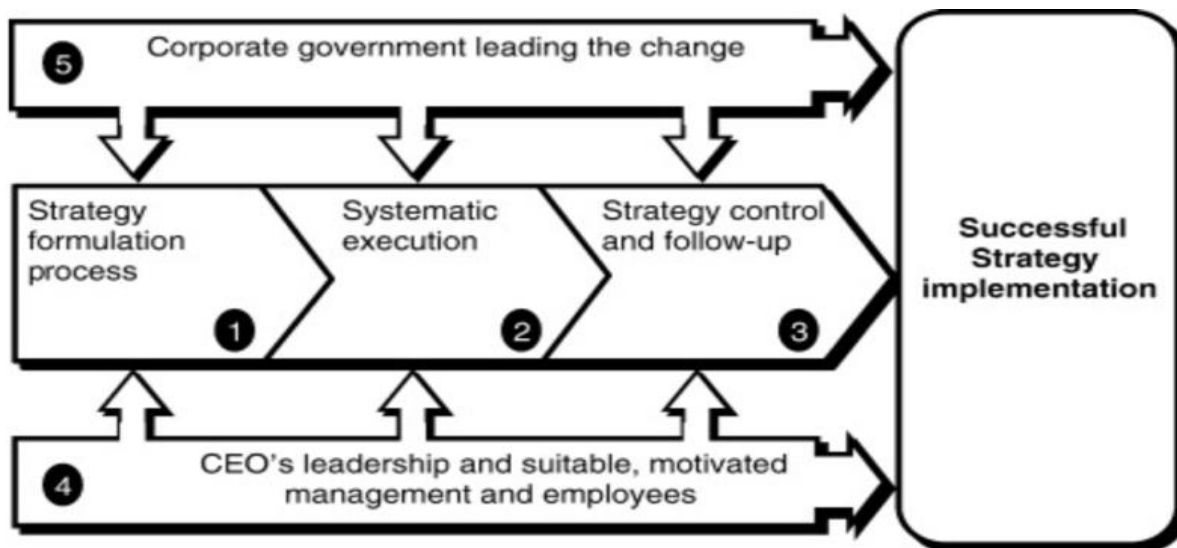 5
Corporate government leading the change
Strategy
formulation
process
1
Systematic
execution
2
Strategy control
and follow-up
3
4
CEO's leadership and suitable, motivated
management and employees
Successful
Strategy
implementation